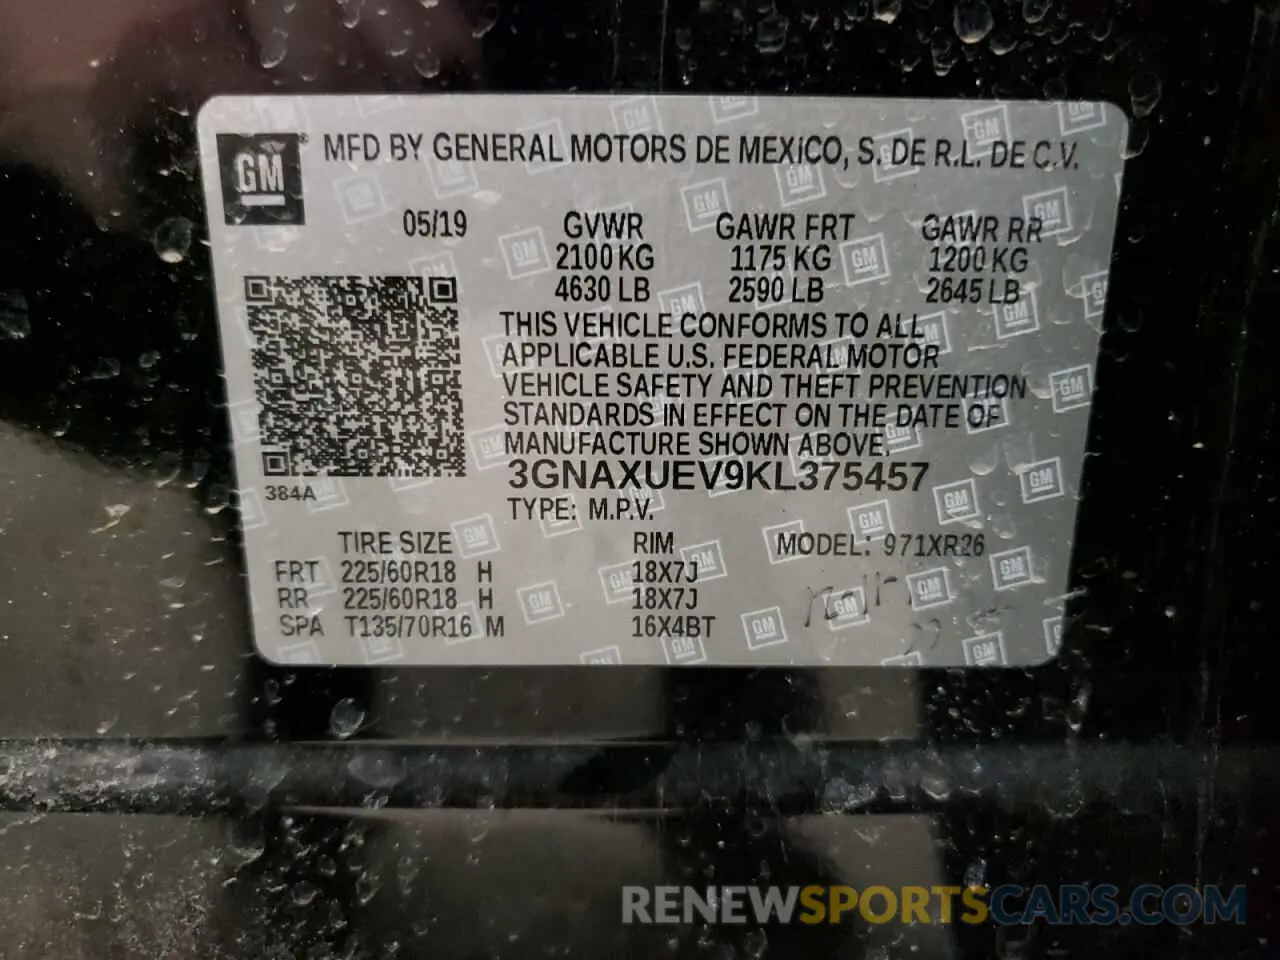 GM ® MFD BY GENERAL MOTORS DE MEXICO, S. DE R.L. DE C.V.
05/19 GVWR GAWR FRT GAWR RR
2100 KG 1175 KG 1200 KG
4630 LB 2590 LB 2645 LB
THIS VEHICLE CONFORMS TO ALL
APPLICABLE U.S. FEDERAL MOTOR
VEHICLE SAFETY AND THEFT PREVENTION
STANDARDS IN EFFECT ON THE DATE OF
MANUFACTURE SHOWN ABOVE.
3GNAXUEV9KL375457
384A
TYPE: M.P.V.
TIRE SIZE RIM MODEL: 971XR26
FRT 225/60R18 H 18X7J
RR 225/60R18 H 18X7J
SPA T135/70R16 M 16X4BT
RENEWSPORTSCARS.COM